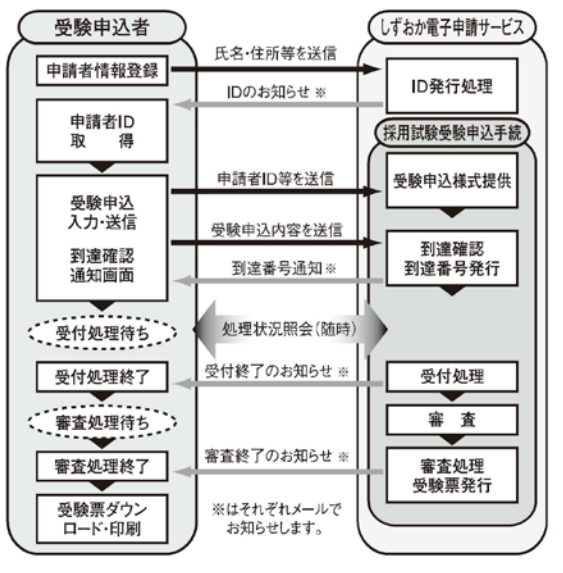 受験申込者
しずおか電子申請サービス
氏名・住所等を送信
申請者情報登録
ID発行処理
IDのお知らせ ※
申請者ID
取　得
採用試験受験申込手続
申請者ID等を送信
受験申込様式提供
受験申込
入力・送信
到達確認
通知画面
受験申込内容を送信
到達確認
到達番号発行
到達番号通知 ※
受付処理待ち
処理状況照会(随時)
受付処理終了
受付終了のお知らせ ※
受付処理
審査処理待ち
審　査
審査処理終了
審査終了のお知らせ ※
審査処理
受験票発行
受験票ダウン
ロード・印刷
※はそれぞれメールで
お知らせします。